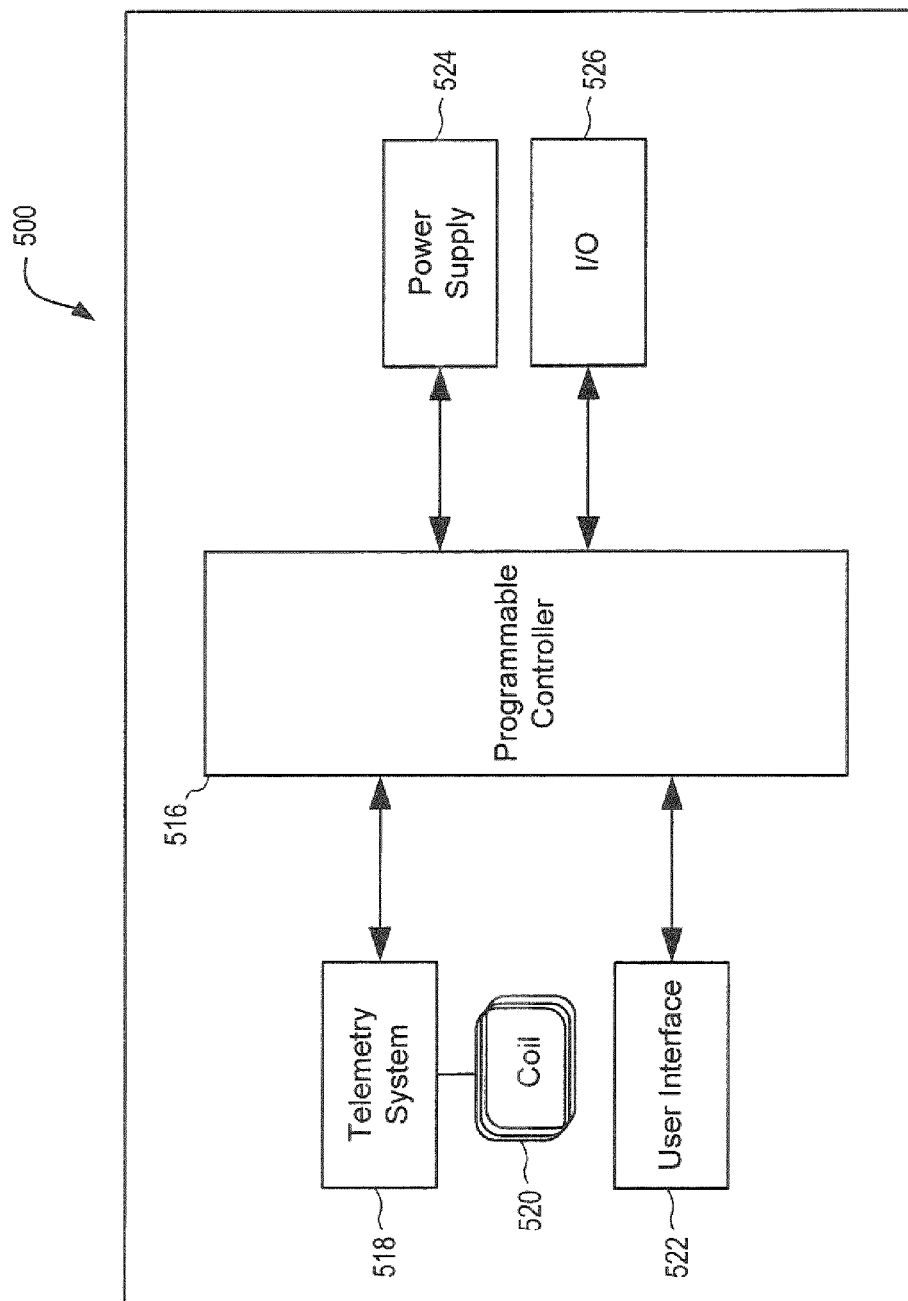 500
516
518
Telemetry
System
520
Coil
522
User Interface
Programmable
Controller
524
Power
Supply
526
I/O